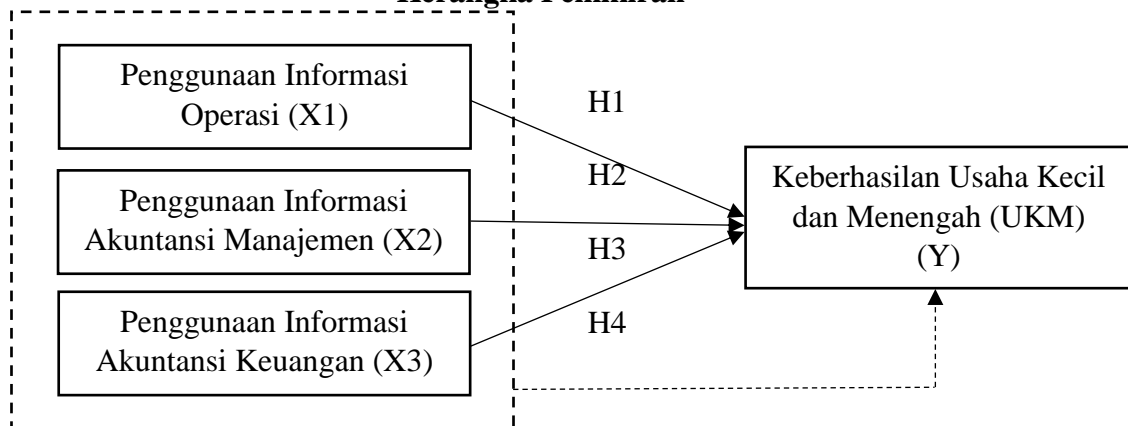 Kerangka Pemikiran
Penggunaan Informasi
Operasi (X1)
H1
H2
Penggunaan Informasi
Akuntansi Manajemen (X2)
H3
Penggunaan Informasi
Akuntansi Keuangan (X3)
H4
Keberhasilan Usaha Kecil
dan Menengah (UKM)
(Y)